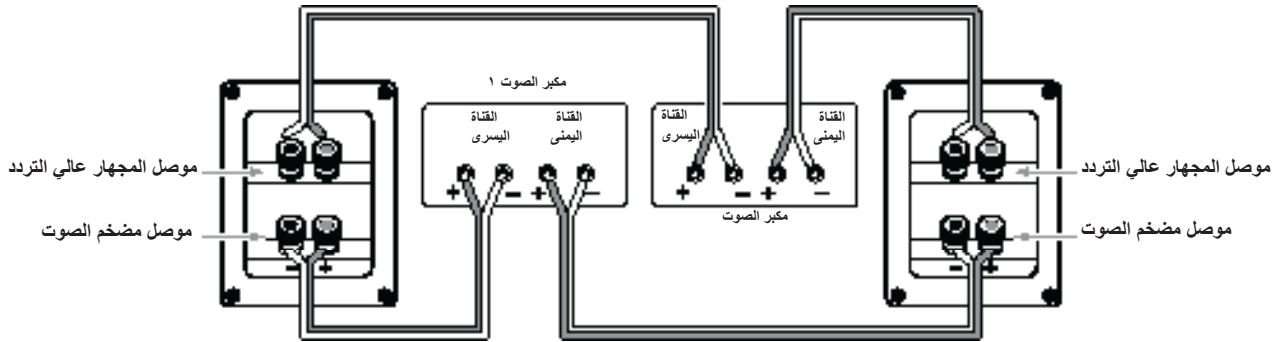 مكبر الصوت ١
القناة
اليمنى
القناة
اليسرى
+ − + −
القناة
اليمنى
القناة
اليسرى
+ − + −
مكبر الصوت
موصل المجهار عالي التردد
موصل المجهار عالي التردد
موصل مضخم الصوت
موصل مضخم الصوت
− +
− +